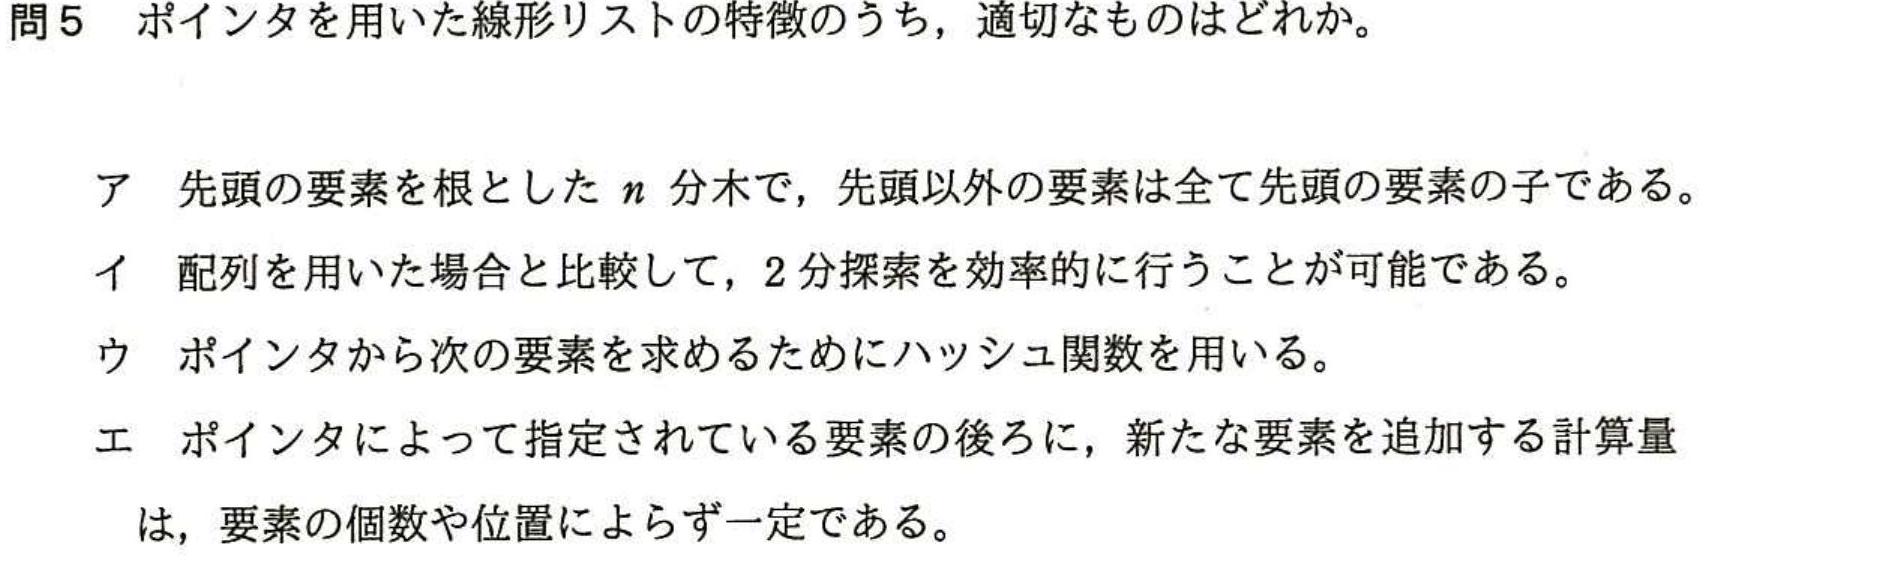 問5 ポインタを用いた線形リストの特徴のうち，適切なものはどれか。
ア 先頭の要素を根とした n 分木で，先頭以外の要素は全て先頭の要素の子である。
イ 配列を用いた場合と比較して，2分探索を効率的に行うことが可能である。
ウ ポインタから次の要素を求めるためにハッシュ関数を用いる。
エ ポインタによって指定されている要素の後ろに，新たな要素を追加する計算量
は，要素の個数や位置によらず一定である。